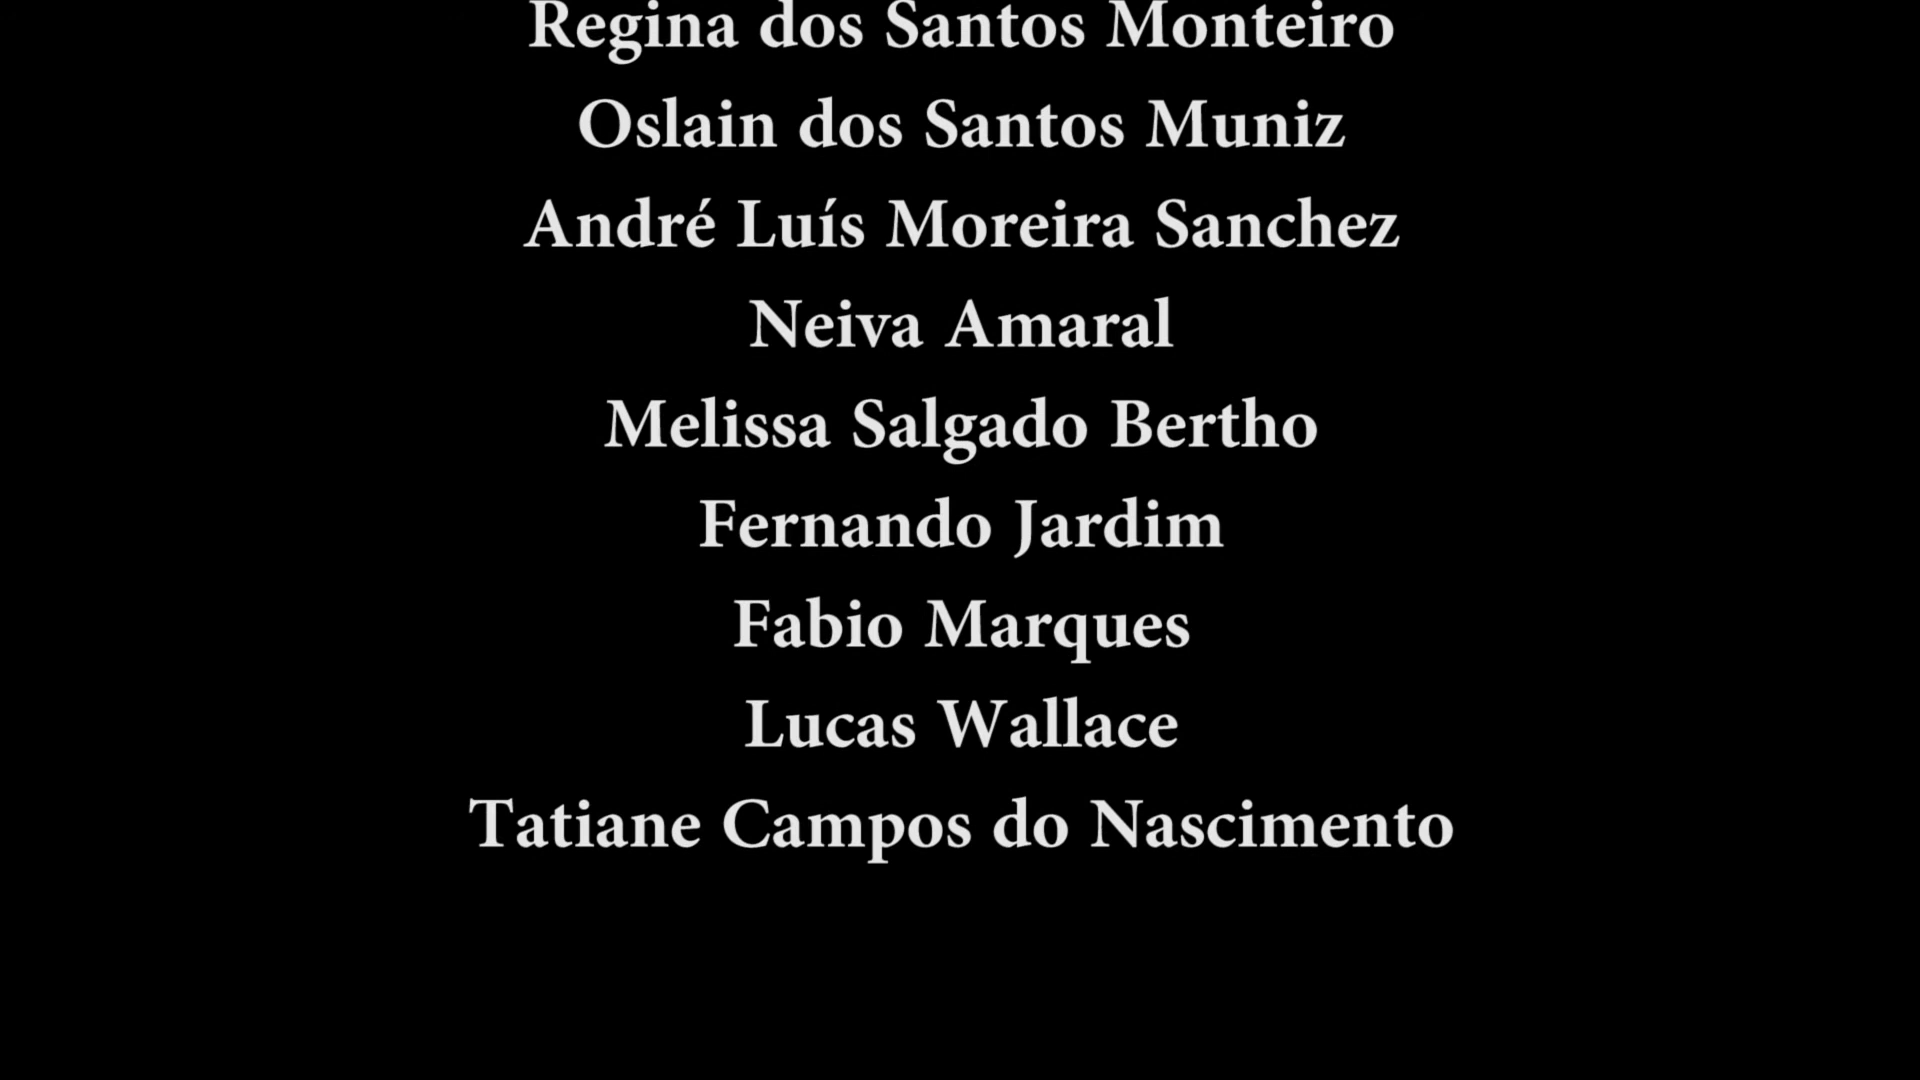 Regina dos Santos Monteiro
Oslain dos Santos Muniz
André Luís Moreira Sanchez
Neiva Amaral
Melissa Salgado Bertho
Fernando Jardim
Fabio Marques
Lucas Wallace
Tatiane Campos do Nascimento